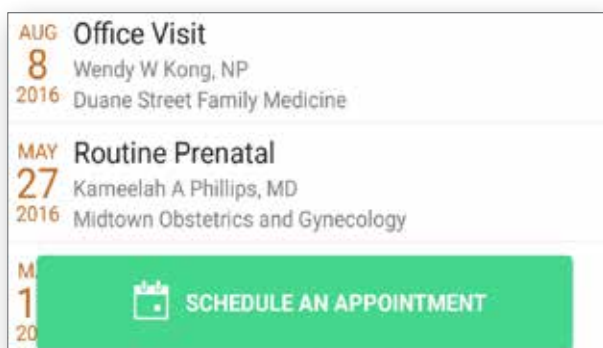 AUG
8
2016
Office Visit
Wendy W Kong, NP
Duane Street Family Medicine
MAY
27
2016
Routine Prenatal
Kameelah A Phillips, MD
Midtown Obstetrics and Gynecology
SCHEDULE AN APPOINTMENT